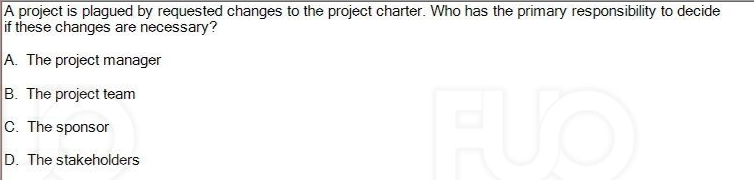 A project is plagued by requested changes to the project charter. Who has the primary responsibility to decide
if these changes are necessary?
A. The project manager
B. The project team
C. The sponsor
D. The stakeholders
FUO